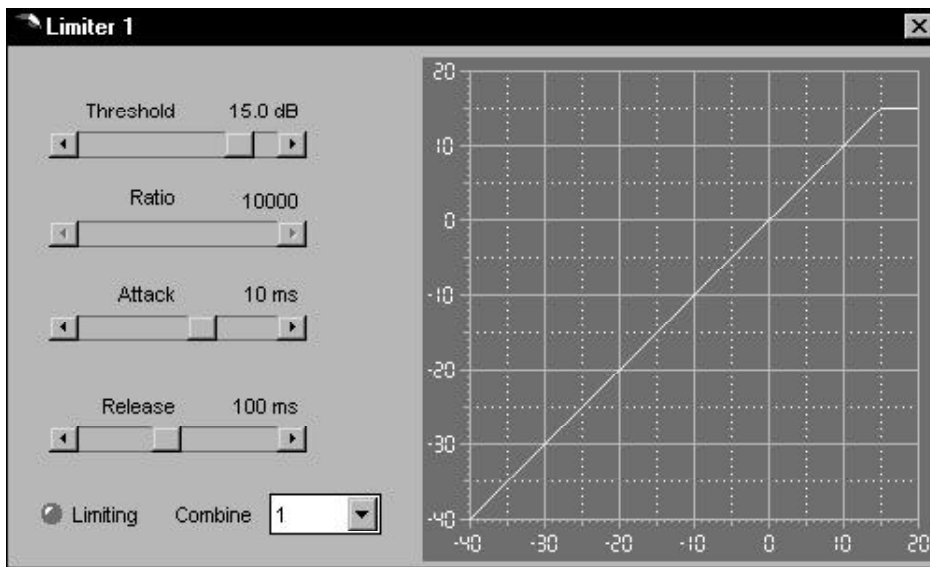 Limiter 1
Threshold 15.0 dB
Ratio 10000
Attack 10 ms
Release 100 ms
Limiting Combine 1
20
10
0
-10
-20
-30
-40
-40 -30 -20 -10 0 10 20